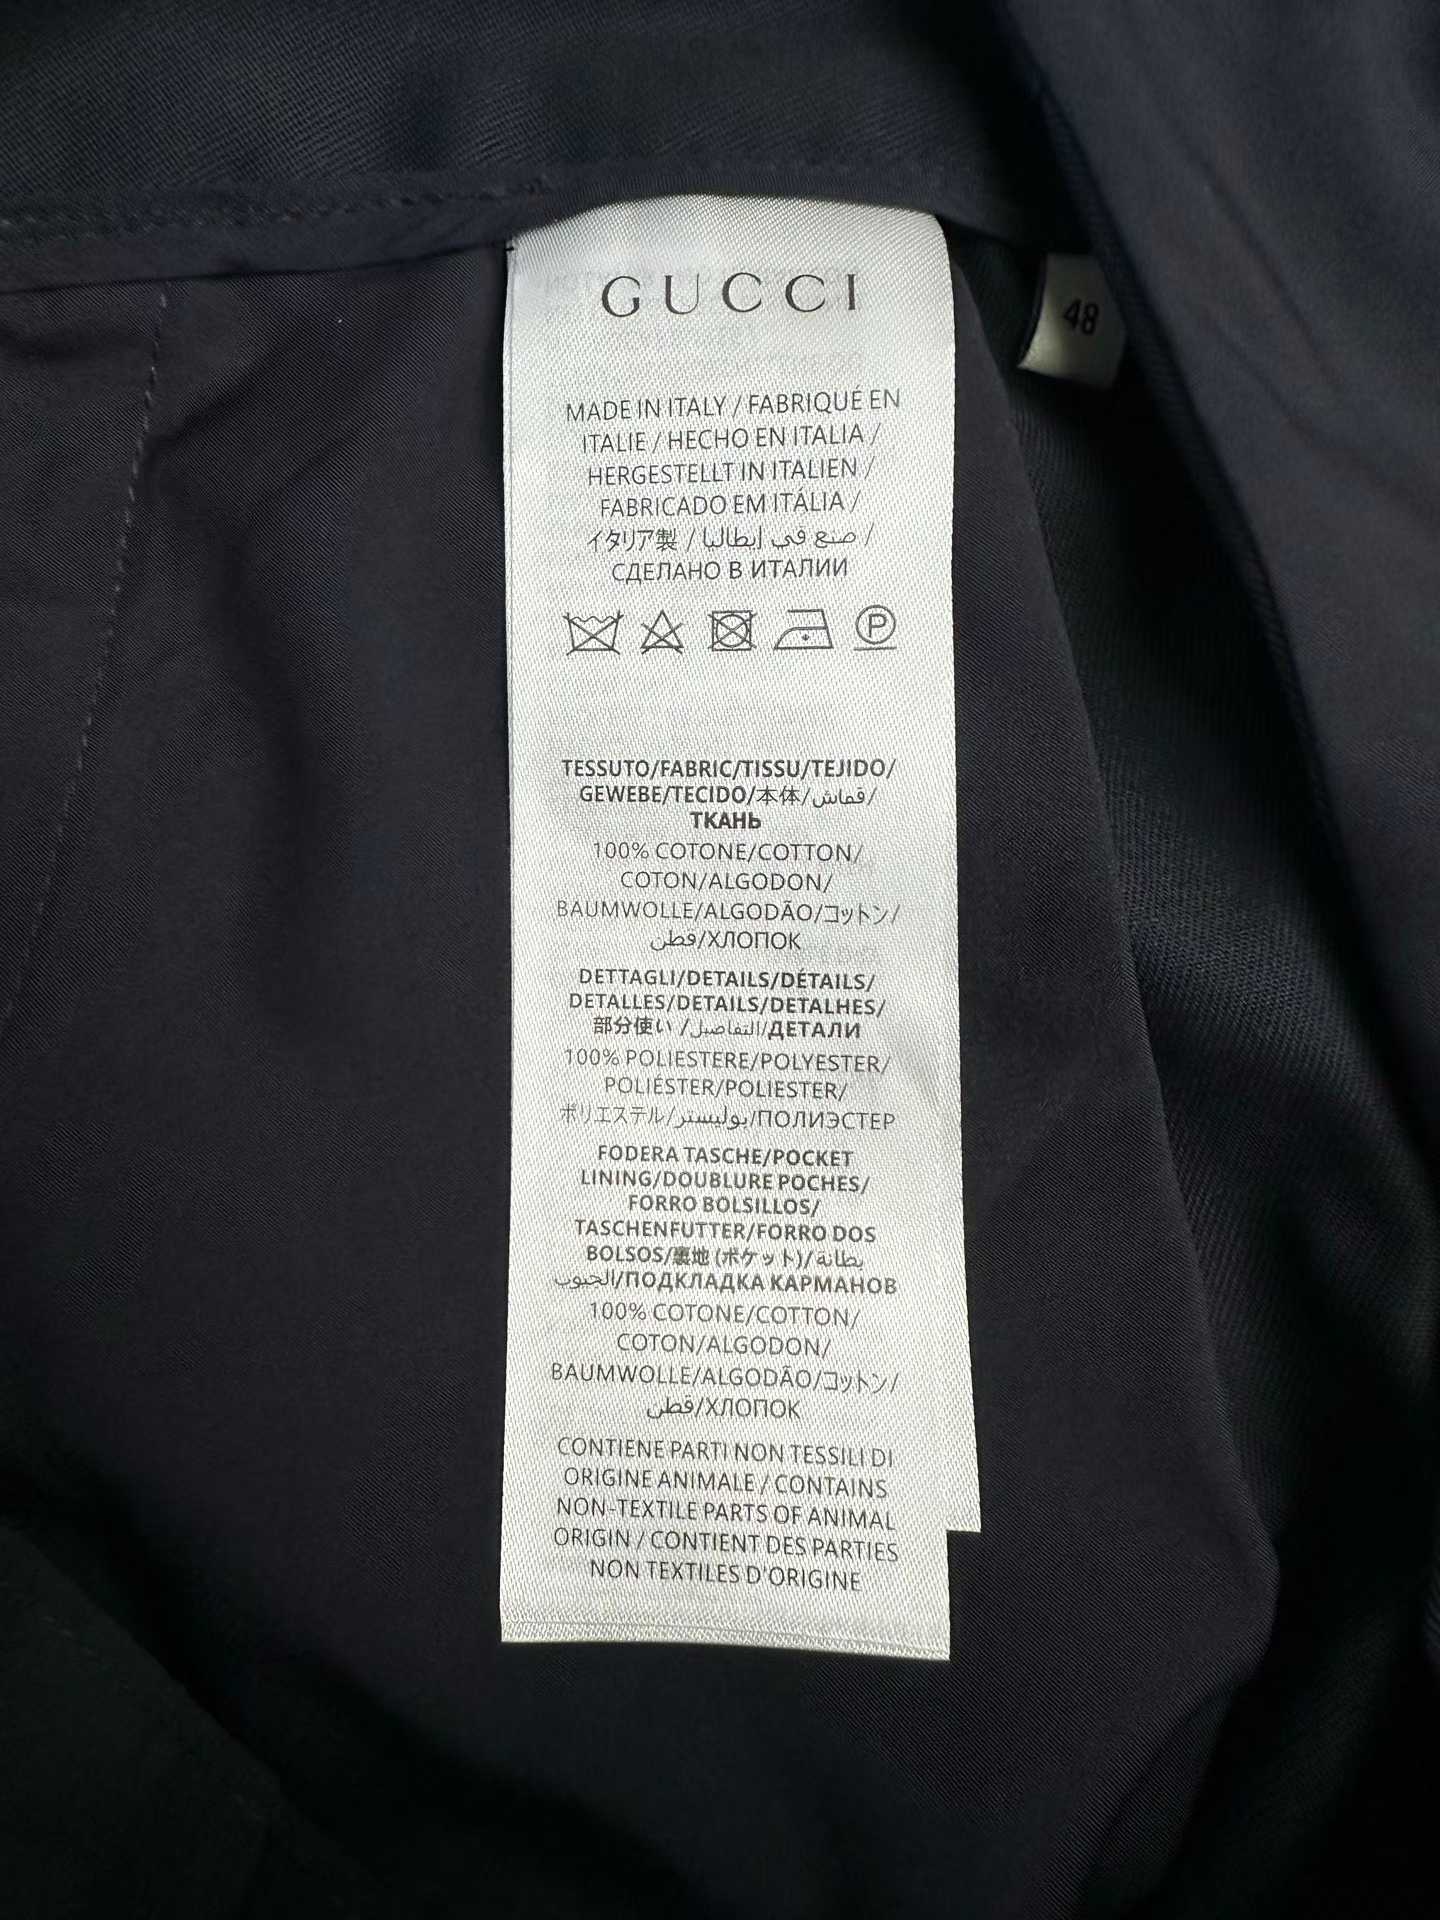 GUCCI
48
MADE IN ITALY / FABRIQUÉ EN
ITALIE / HECHO EN ITALIA /
HERGESTELLT IN ITALIEN /
FABRICADO EM ITÁLIA /
イタリア製 / صنع في إيطاليا /
СДЕЛАНО В ИТАЛИИ
P
TESSUTO/FABRIC/TISSU/TEJIDO/
GEWEBE/TECIDO/本体/قماش/
ТКАНЬ
100% COTONE/COTTON/
COTON/ALGODON/
BAUMWOLLE/ALGODÃO/コットン/
قطن/ХЛОПОК
DETTAGLI/DETAILS/DÉTAILS/
DETALLES/DETAILS/DETALHES/
部分使い /التفاصيل/ДЕТАЛИ
100% POLIESTERE/POLYESTER/
POLIÉSTER/POLIESTER/
ポリエステル/بوليستر/ПОЛИЭСТЕР
FODERA TASCHE/POCKET
LINING/DOUBLURE POCHES/
FORRO BOLSILLOS/
TASCHENFUTTER/FORRO DOS
BOLSOS/裏地 (ポケット)/بطانة
الجيوب/ПОДКЛАДКА КАРМАНОВ
100% COTONE/COTTON/
COTON/ALGODON/
BAUMWOLLE/ALGODÃO/コットン/
قطن/ХЛОПОК
CONTIENE PARTI NON TESSILI DI
ORIGINE ANIMALE / CONTAINS
NON-TEXTILE PARTS OF ANIMAL
ORIGIN / CONTIENT DES PARTIES
NON TEXTILES D'ORIGINE